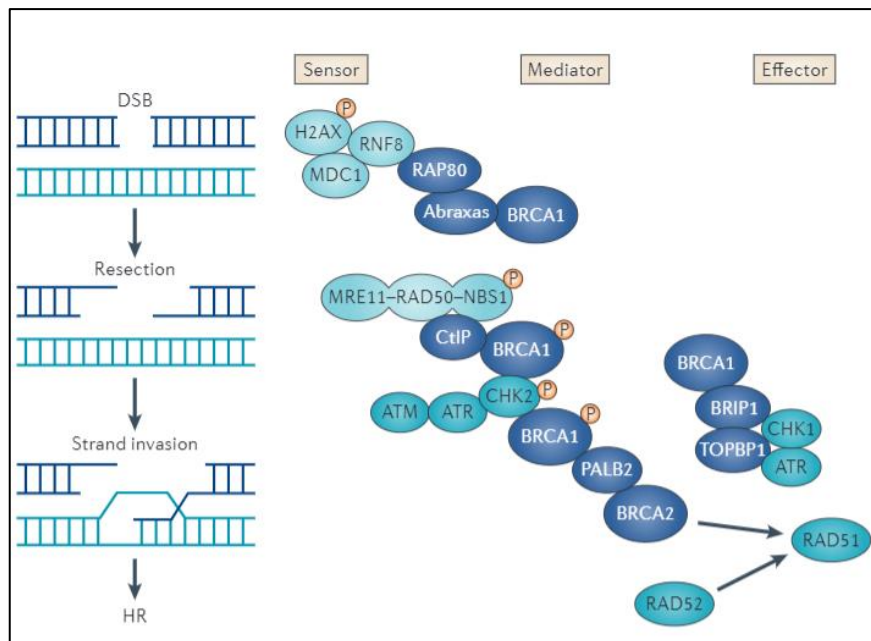 Sensor
Mediator
Effector
DSB
P
H2AX
RNF8
MDC1
RAP80
Abraxas
BRCA1
Resection
MRE11–RAD50–NBS1
P
CtIP
BRCA1
P
BRCA1
CHK2
P
ATM
ATR
BRCA1
P
BRIP1
CHK1
TOPBP1
ATR
Strand invasion
PALB2
BRCA2
RAD51
RAD52
HR